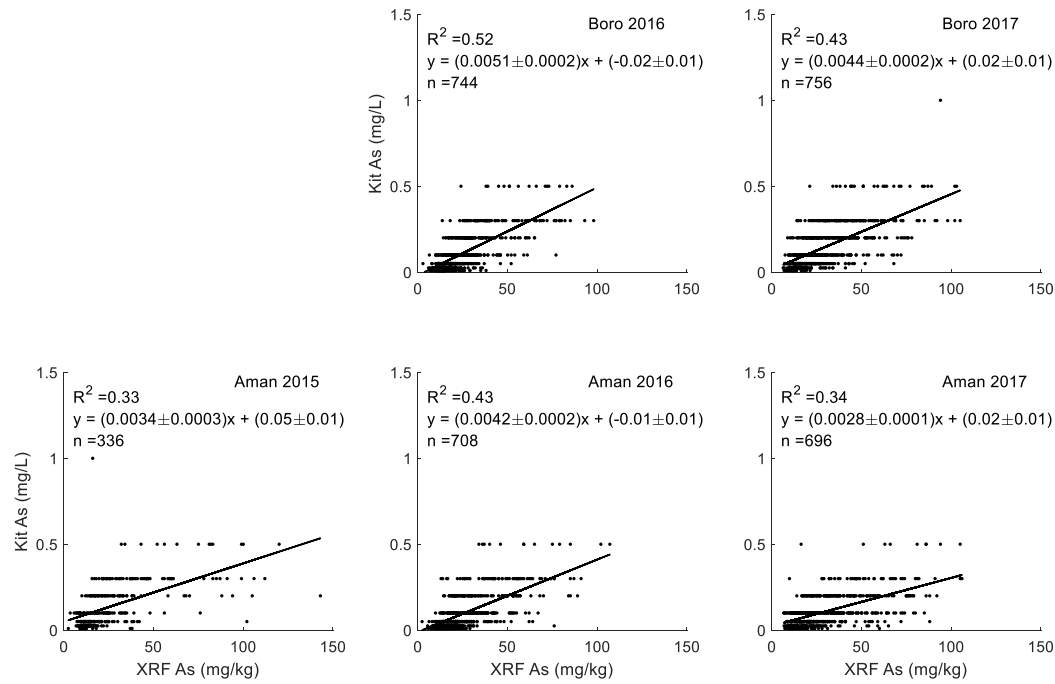 Boro 2016
R² =0.52
y = (0.0051±0.0002)x + (-0.02±0.01)
n =744
Kit As (mg/L)
1.5
1
0.5
0
0 50 100 150
Boro 2017
R² =0.43
y = (0.0044±0.0002)x + (0.02±0.01)
n =756
1.5
1
0.5
0
0 50 100 150
Aman 2015
R² =0.33
y = (0.0034±0.0003)x + (0.05±0.01)
n =336
Kit As (mg/L)
1.5
1
0.5
0
0 50 100 150
XRF As (mg/kg)
Aman 2016
R² =0.43
y = (0.0042±0.0002)x + (-0.01±0.01)
n =708
1.5
1
0.5
0
0 50 100 150
XRF As (mg/kg)
Aman 2017
R² =0.34
y = (0.0028±0.0001)x + (0.02±0.01)
n =696
1.5
1
0.5
0
0 50 100 150
XRF As (mg/kg)